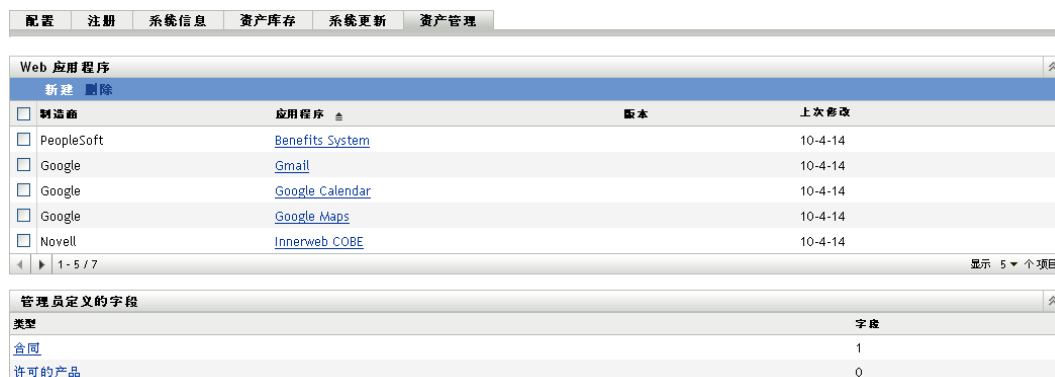 配置 注册 系统信息 资产库存 系统更新 资产管理
Web 应用程序
新建 删除
制造商 应用程序 版本 上次修改
PeopleSoft Benefits System 10-4-14
Google Gmail 10-4-14
Google Google Calendar 10-4-14
Google Google Maps 10-4-14
Novell Innerweb COBE 10-4-14
1 - 5 / 7 显示 5 个项目
管理员定义的字段
类型 字段
合同 1
许可的产品 0